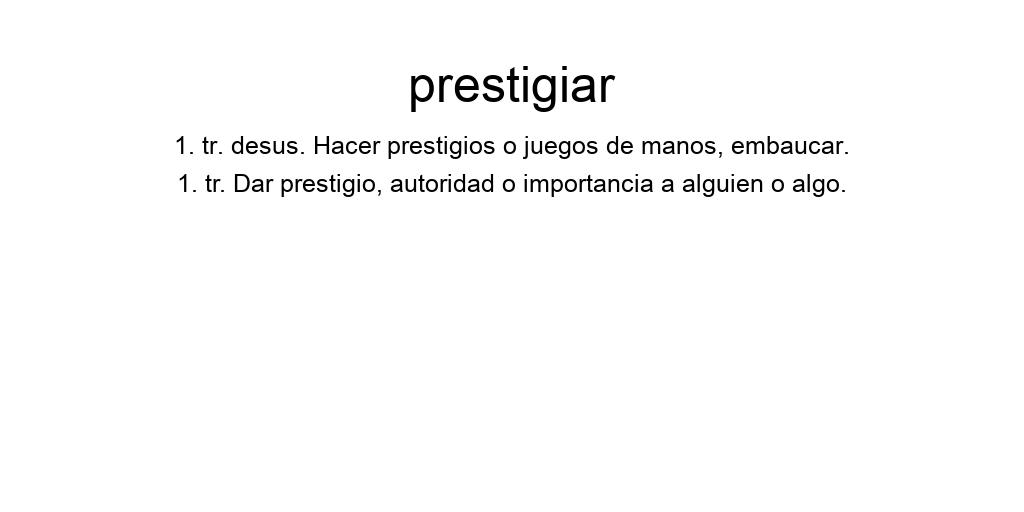 prestigiar
1. tr. desus. Hacer prestigios o juegos de manos, embaucar.
1. tr. Dar prestigio, autoridad o importancia a alguien o algo.